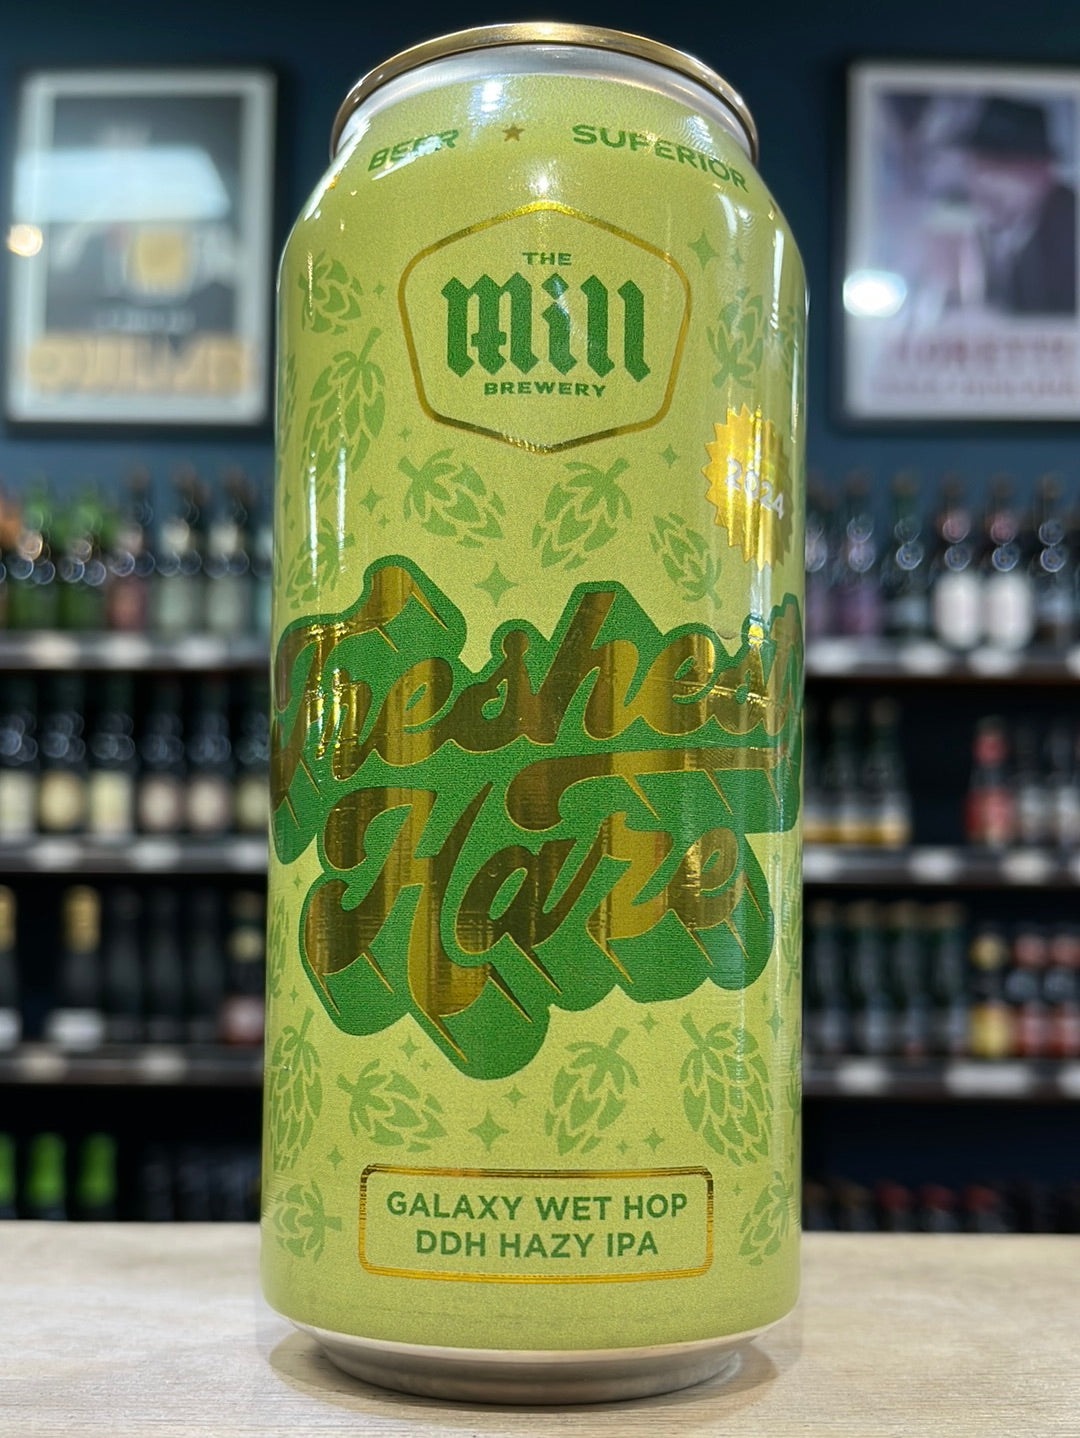 BEER ★ SUPERIOR
THE
Mill
BREWERY
2024
Freshest
Haze
GALAXY WET HOP
DDH HAZY IPA